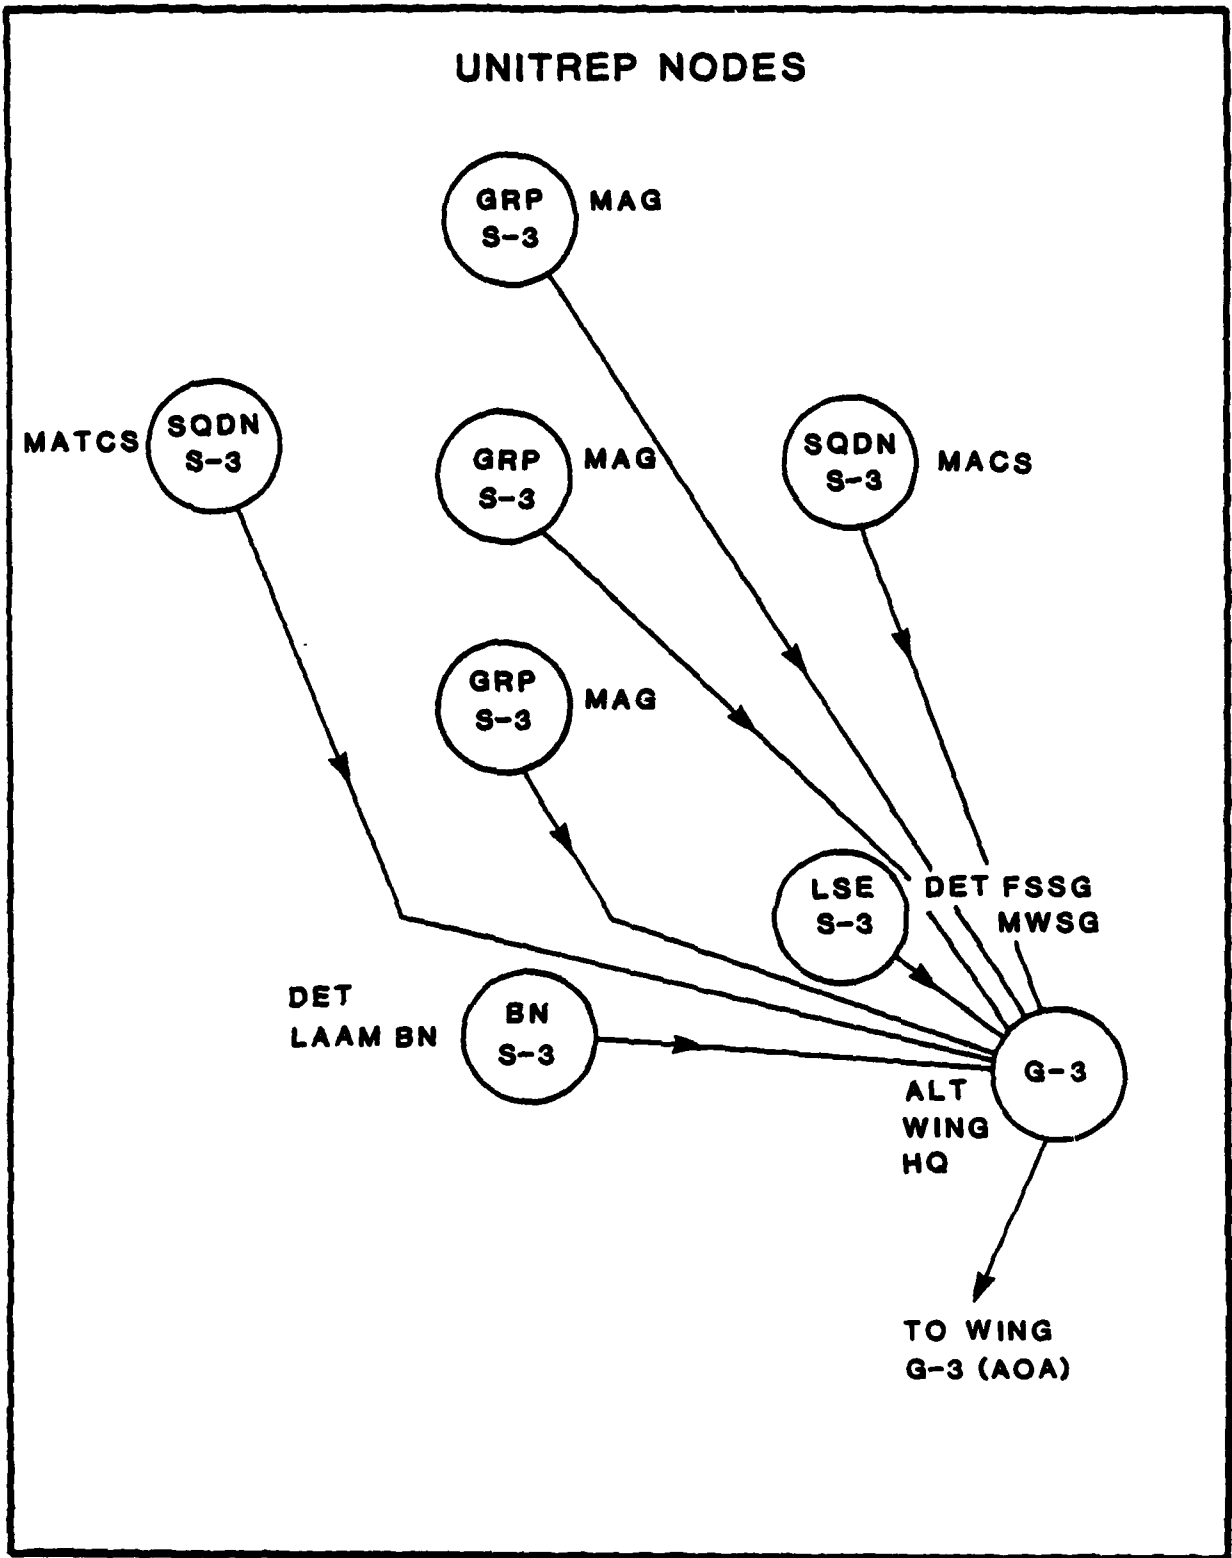 UNITREP NODES
GRP
S-3
MAG
MATCS
SQDN
S-3
GRP
S-3
MAG
SQDN
S-3
MACS
GRP
S-3
MAG
LSE
S-3
DET FSSG
MWSG
DET
LAAM BN
BN
S-3
G-3
ALT
WING
HQ
TO WING
G-3 (AOA)